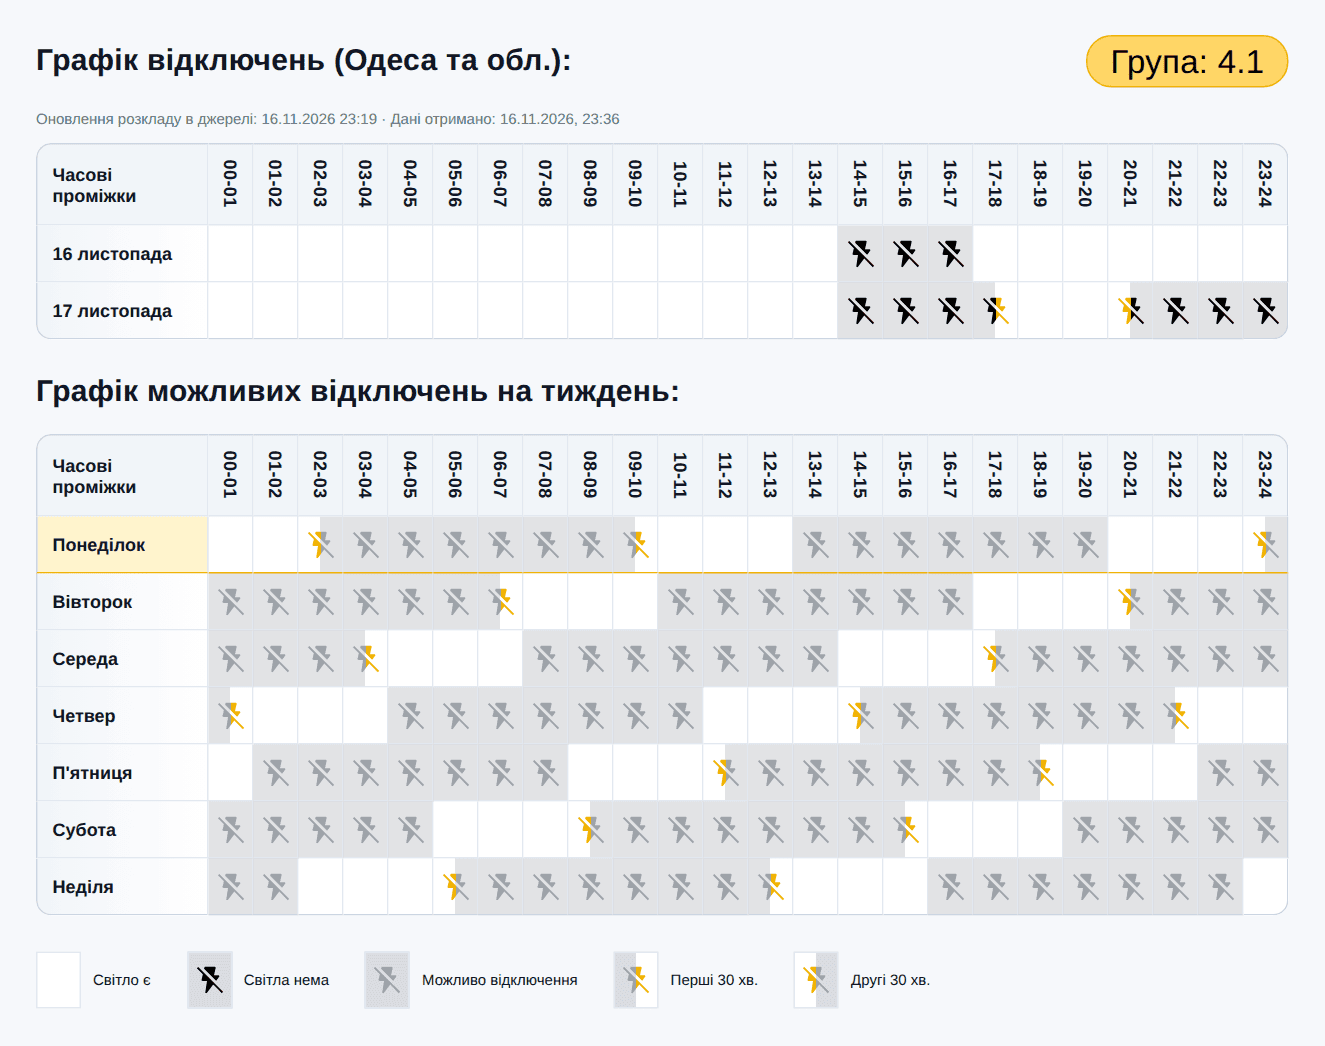 Графік відключень (Одеса та обл.):
Група: 4.1
Оновлення розкладу в джерелі: 16.11.2026 23:19 · Дані отримано: 16.11.2026, 23:36
Часові проміжки 00-01 01-02 02-03 03-04 04-05 05-06 06-07 07-08 08-09 09-10 10-11 11-12 12-13 13-14 14-15 15-16 16-17 17-18 18-19 19-20 20-21 21-22 22-23 23-24
16 листопада
17 листопада
Графік можливих відключень на тиждень:
Часові проміжки 00-01 01-02 02-03 03-04 04-05 05-06 06-07 07-08 08-09 09-10 10-11 11-12 12-13 13-14 14-15 15-16 16-17 17-18 18-19 19-20 20-21 21-22 22-23 23-24
Понеділок
Вівторок
Середа
Четвер
П'ятниця
Субота
Неділя
Світло є Світла нема Можливо відключення Перші 30 хв. Другі 30 хв.